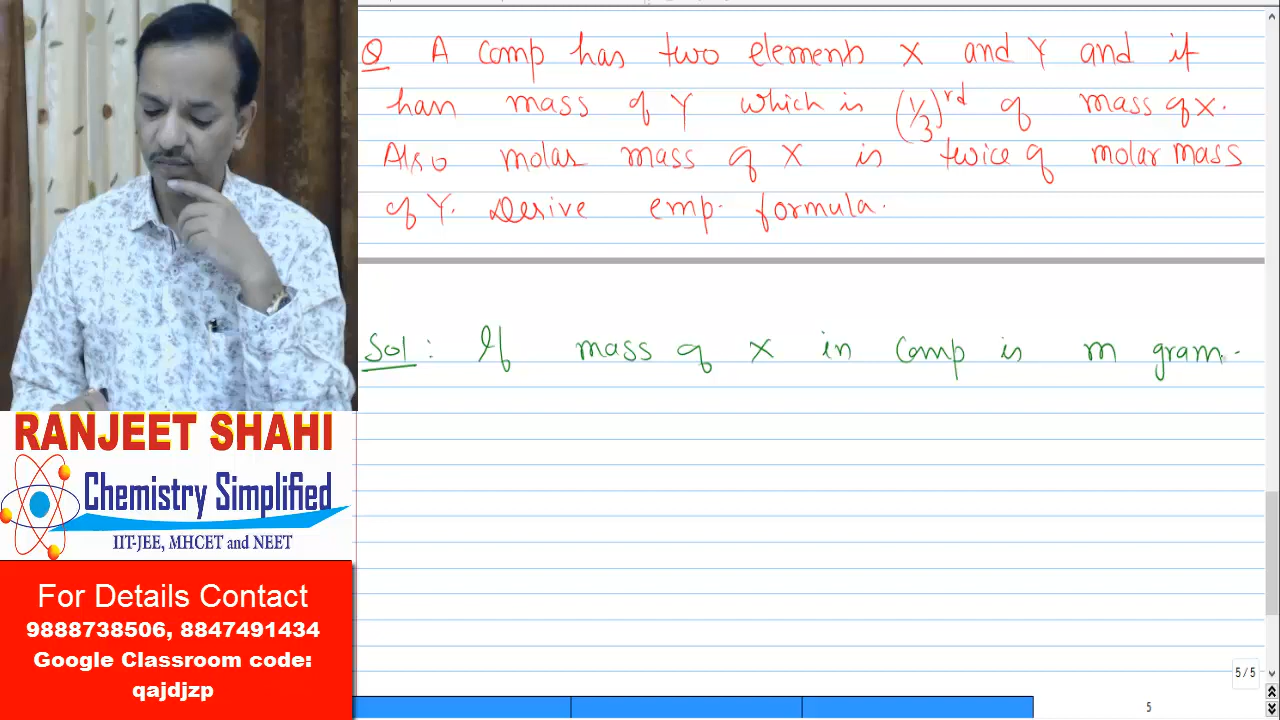 Q A comp has two elements X and Y and it
has mass of Y which is (1/3)rd of mass of X.
Also molar mass of X is twice of molar mass
of Y. Derive emp. formula.
Sol: If mass of X in comp is m gram.
RANJEET SHAHI
Chemistry Simplified
IIT-JEE, MHCET and NEET
For Details Contact
9888738506, 8847491434
Google Classroom code:
qajdjzp
5/5
5